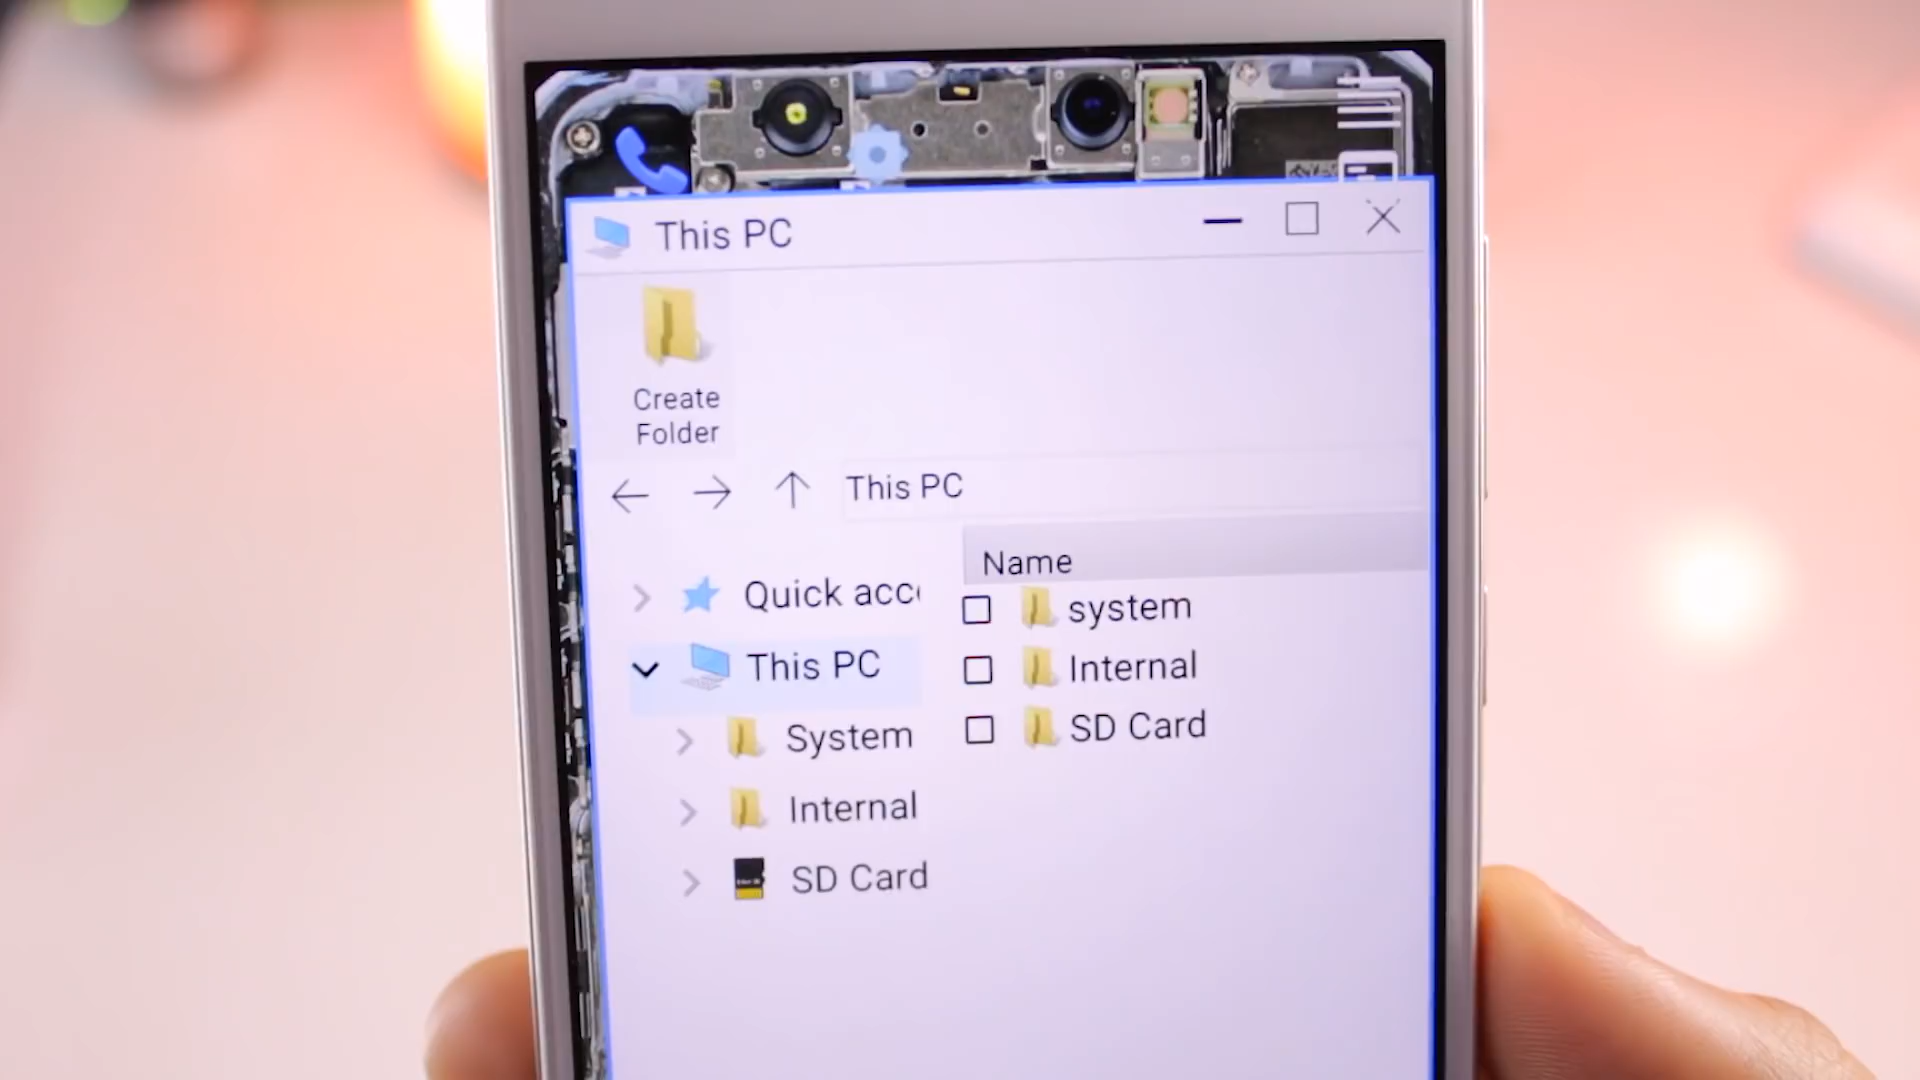 This PC
Create
Folder
This PC
Name
Quick acc
This PC
System
Internal
SD Card
system
Internal
SD Card